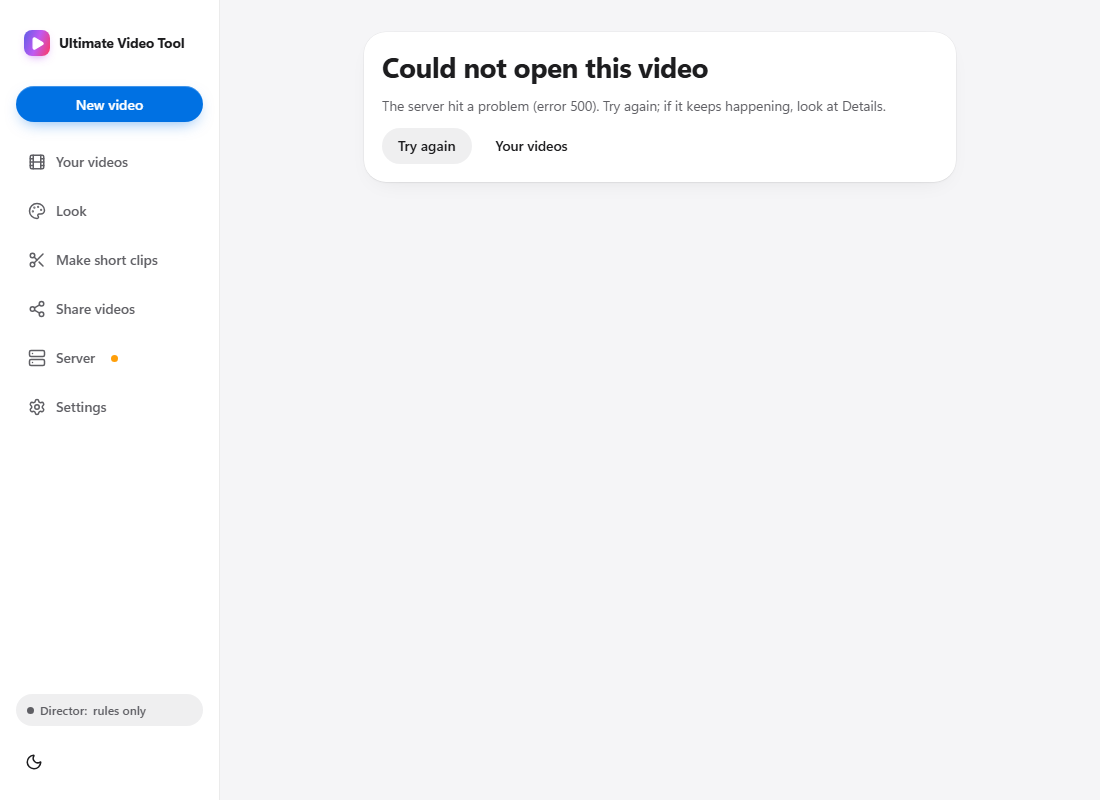 Ultimate Video Tool
New video
Your videos
Look
Make short clips
Share videos
Server
Settings
Director: rules only
Could not open this video
The server hit a problem (error 500). Try again; if it keeps happening, look at Details.
Try again
Your videos